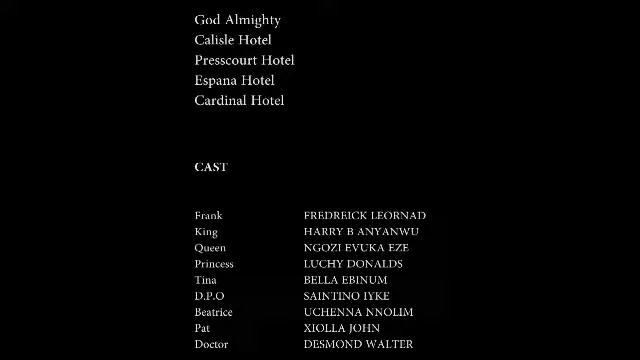 God Almighty
Calisle Hotel
Presscourt Hotel
Espana Hotel
Cardinal Hotel
CAST
Frank FREDREICK LEORNAD
King HARRY B ANYANWU
Queen NGOZI EVUKA EZE
Princess LUCHY DONALDS
Tina BELLA EBINUM
D.P.O SAINTINO IYKE
Beatrice UCHENNA NNOLIM
Pat XIOLLA JOHN
Doctor DESMOND WALTER